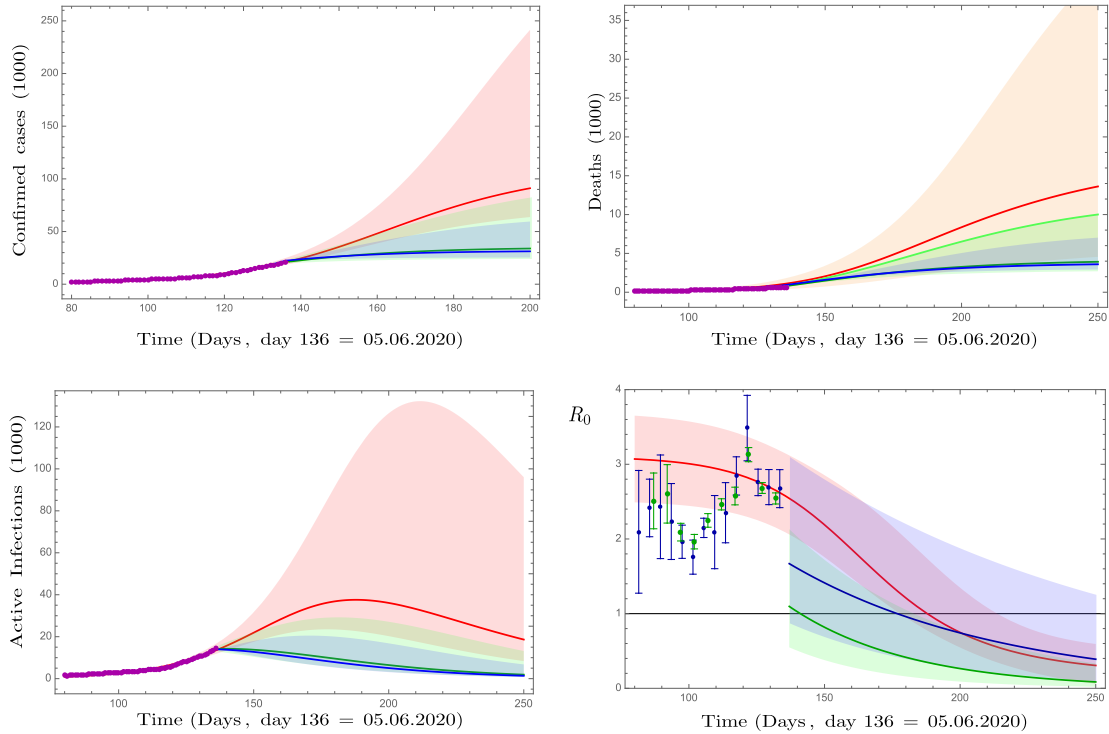 250
200
150
100
50
0
Confirmed cases (1000)
80 100 120 140 160 180 200
Time (Days, day 136 = 05.06.2020)
35
30
25
20
15
10
5
0
Deaths (1000)
100 150 200 250
Time (Days, day 136 = 05.06.2020)
120
100
80
60
40
20
0
Active Infections (1000)
100 150 200 250
Time (Days, day 136 = 05.06.2020)
4
3
2
1
0
R₀
100 150 200 250
Time (Days, day 136 = 05.06.2020)